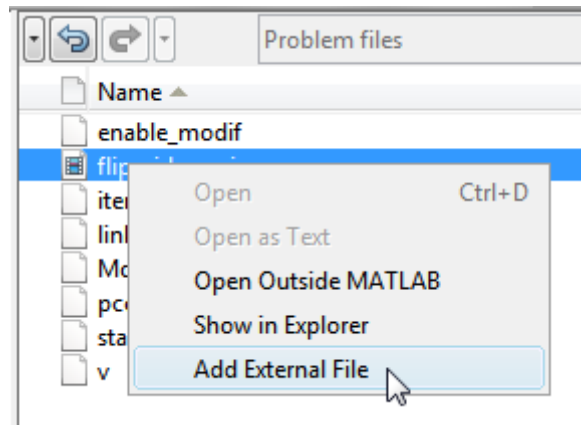 Problem files
Name
enable_modif
Open Ctrl+D
Open as Text
Open Outside MATLAB
Show in Explorer
Add External File
v